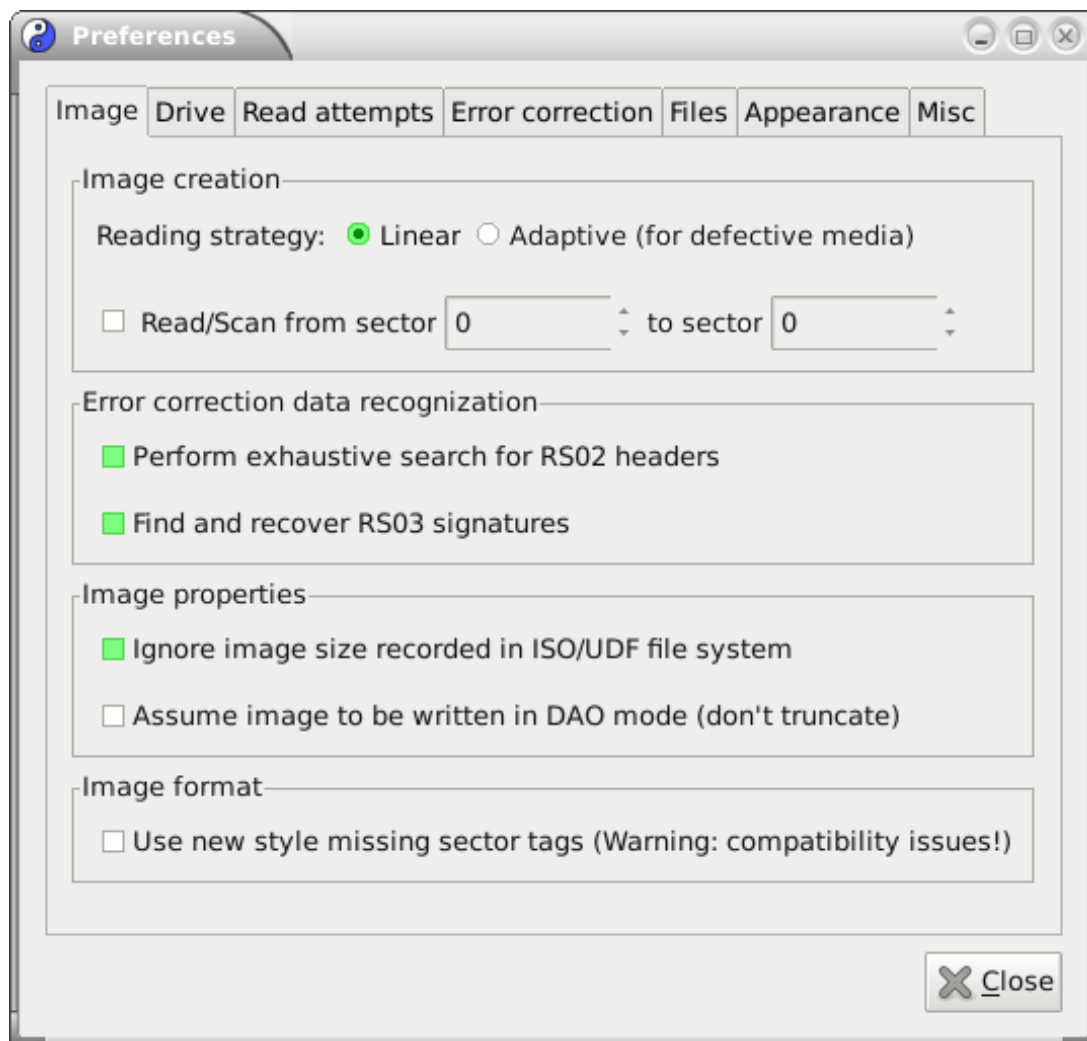 Preferences
Image Drive Read attempts Error correction Files Appearance Misc
Image creation
Reading strategy: Linear Adaptive (for defective media)
Read/Scan from sector 0 to sector 0
Error correction data recognization
Perform exhaustive search for RS02 headers
Find and recover RS03 signatures
Image properties
Ignore image size recorded in ISO/UDF file system
Assume image to be written in DAO mode (don't truncate)
Image format
Use new style missing sector tags (Warning: compatibility issues!)
Close